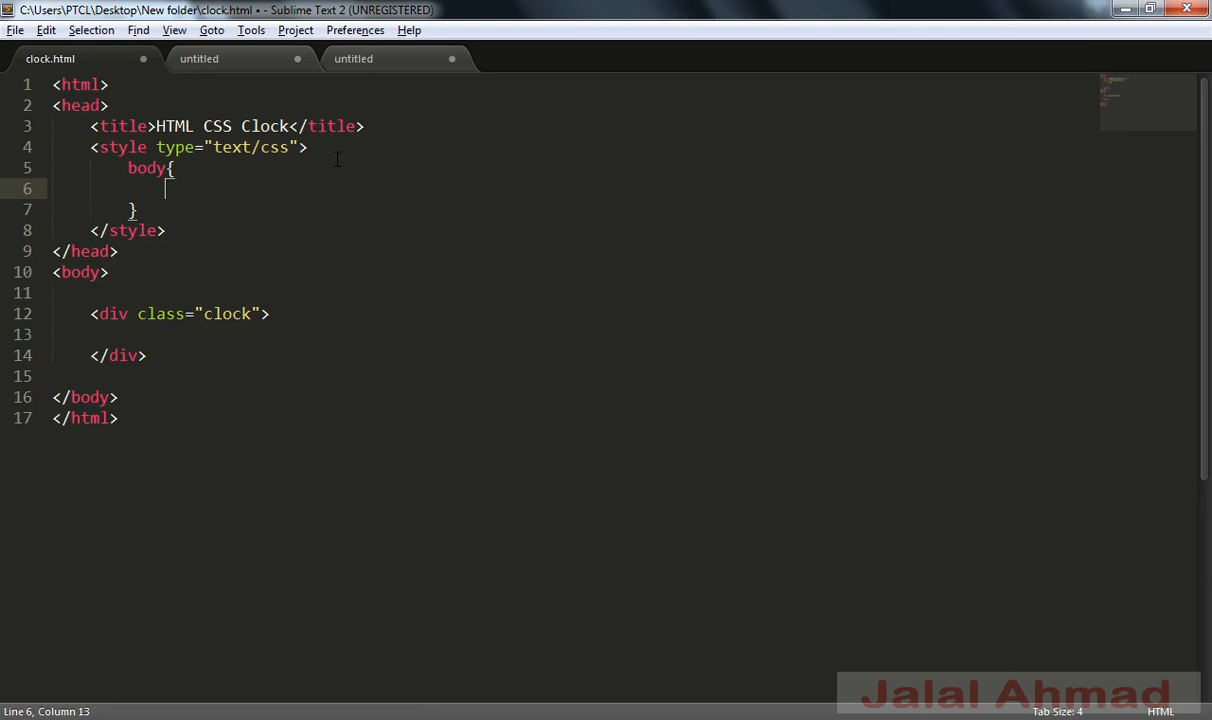 C:\Users\PTCL\Desktop\New folder\clock.html • - Sublime Text 2 (UNREGISTERED)
File Edit Selection Find View Goto Tools Project Preferences Help
clock.html untitled untitled
1 <html>
2 <head>
3 <title>HTML CSS Clock</title>
4 <style type="text/css">
5 body{
6
7 }
8 </style>
9 </head>
10 <body>
11
12 <div class="clock">
13
14 </div>
15
16 </body>
17 </html>
Jalal Ahmad
Line 6, Column 13 Tab Size: 4 HTML